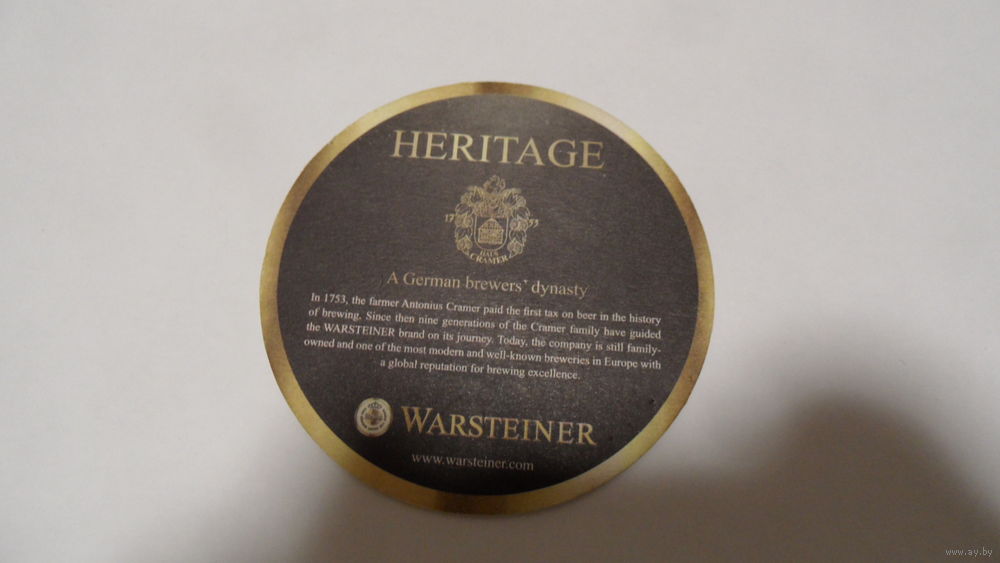 HERITAGE
17 53
HAUS
CRAMER
A German brewers' dynasty
In 1753, the farmer Antonius Cramer paid the first tax on beer in the history
of brewing. Since then nine generations of the Cramer family have guided
the WARSTEINER brand on its journey. Today, the company is still family-
owned and one of the most modern and well-known breweries in Europe with
a global reputation for brewing excellence.
WARSTEINER
www.warsteiner.com
www.ay.by